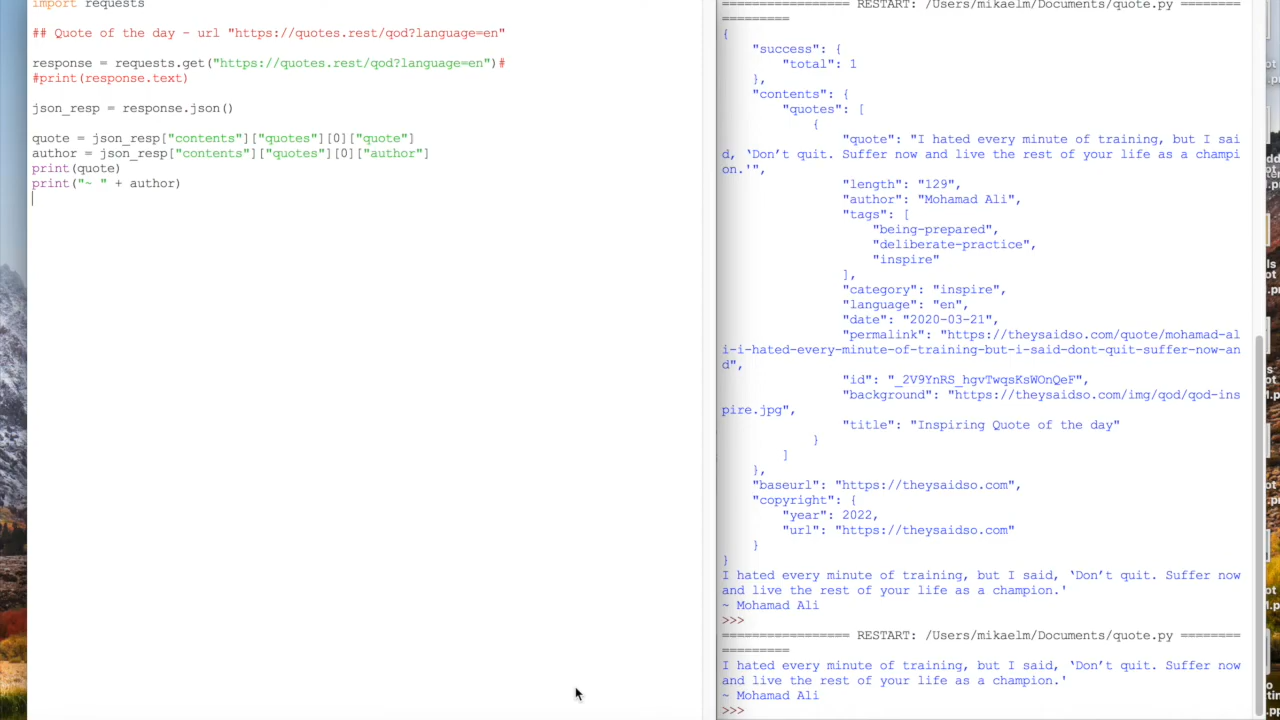 import requests
## Quote of the day - url "https://quotes.rest/qod?language=en"
response = requests.get("https://quotes.rest/qod?language=en")#
#print(response.text)
json_resp = response.json()
quote = json_resp["contents"]["quotes"][0]["quote"]
author = json_resp["contents"]["quotes"][0]["author"]
print(quote)
print("~ " + author)
================= RESTART: /Users/mikaelm/Documents/quote.py ========
=========
{
    "success": {
        "total": 1
    },
    "contents": {
        "quotes": [
            {
                "quote": "I hated every minute of training, but I sai
d, ‘Don’t quit. Suffer now and live the rest of your life as a champi
on.'",
                "length": "129",
                "author": "Mohamad Ali",
                "tags": [
                    "being-prepared",
                    "deliberate-practice",
                    "inspire"
                ],
                "category": "inspire",
                "language": "en",
                "date": "2020-03-21",
                "permalink": "https://theysaidso.com/quote/mohamad-al
i-i-hated-every-minute-of-training-but-i-said-dont-quit-suffer-now-an
d",
                "id": "_2V9YnRS_hgvTwqsKsWOnQeF",
                "background": "https://theysaidso.com/img/qod/qod-ins
pire.jpg",
                "title": "Inspiring Quote of the day"
            }
        ]
    },
    "baseurl": "https://theysaidso.com",
    "copyright": {
        "year": 2022,
        "url": "https://theysaidso.com"
    }
}
I hated every minute of training, but I said, ‘Don’t quit. Suffer now
and live the rest of your life as a champion.'
~ Mohamad Ali
>>>
================= RESTART: /Users/mikaelm/Documents/quote.py ========
=========
I hated every minute of training, but I said, ‘Don’t quit. Suffer now
and live the rest of your life as a champion.'
~ Mohamad Ali
>>>